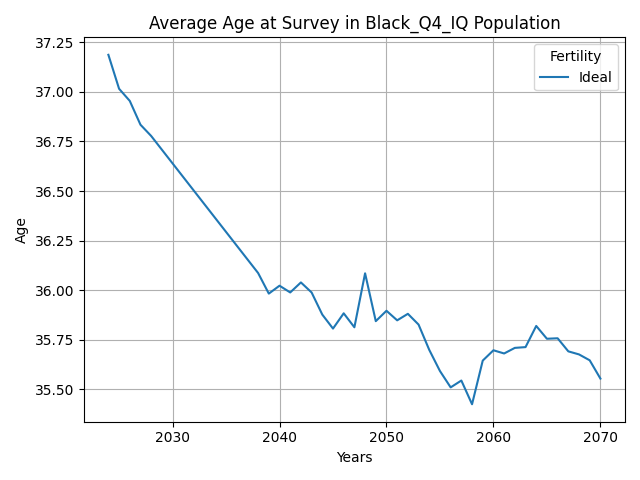 Average Age at Survey in Black_Q4_IQ Population
37.25
37.00
36.75
36.50
36.25
36.00
35.75
35.50
Age
Fertility
Ideal
2030
2040
2050
2060
2070
Years